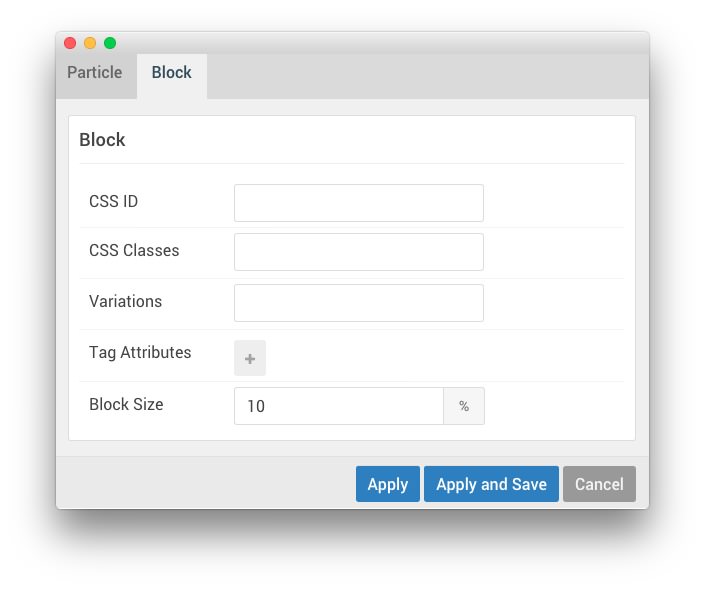 Particle Block
Block
CSS ID
CSS Classes
Variations
Tag Attributes +
Block Size 10 %
Apply Apply and Save Cancel